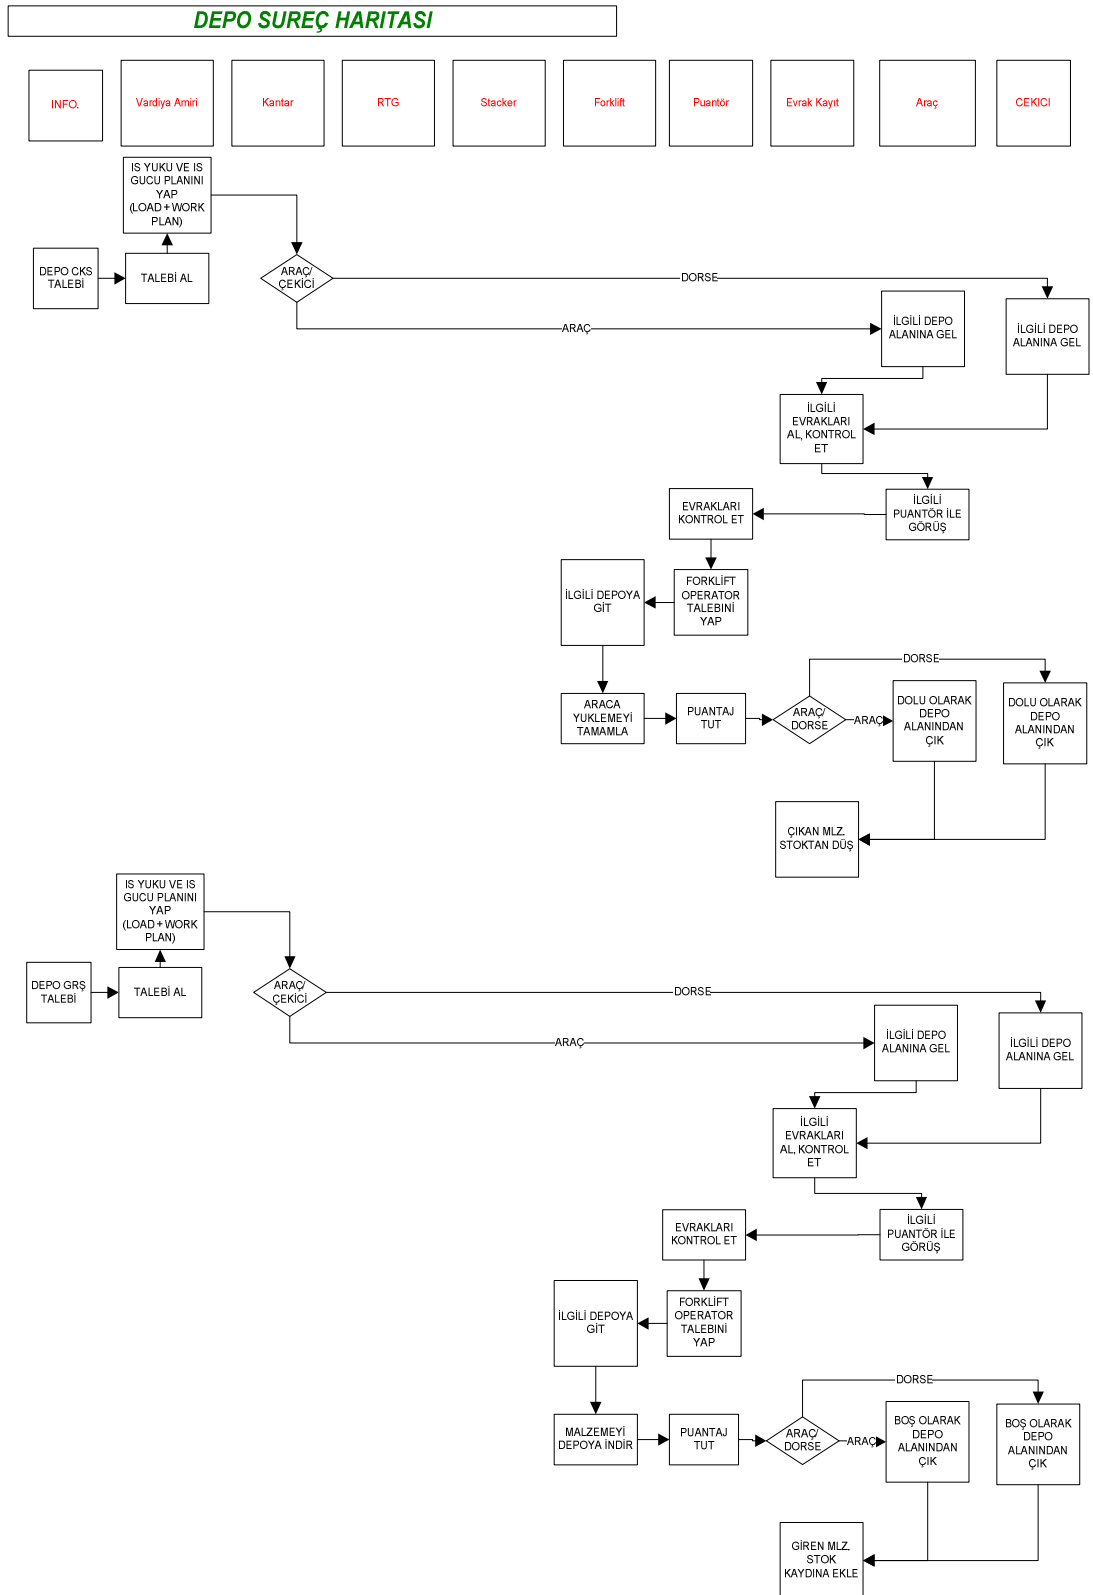 DEPO SUREÇ HARITASI
INFO.
Vardiya Amiri
Kantar
RTG
Stacker
Forklift
Puantör
Evrak Kayıt
Araç
CEKICI
IS YUKU VE IS
GUCU PLANINI
YAP
(LOAD+WORK
PLAN)
DEPO CKS
TALEBİ
TALEBİ AL
ARAÇ/
ÇEKİCİ
DORSE
ARAÇ
İLGİLİ DEPO
ALANINA GEL
İLGİLİ DEPO
ALANINA GEL
İLGİLİ
EVRAKLARI
AL, KONTROL
ET
İLGİLİ
PUANTÖR İLE
GÖRÜŞ
EVRAKLARI
KONTROL ET
FORKLİFT
OPERATOR
TALEBINI
YAP
İLGİLİ DEPOYA
GİT
ARACA
YUKLEMEYİ
TAMAMLA
PUANTAJ
TUT
ARAÇ/
DORSE
DORSE
ARAÇ
DOLU OLARAK
DEPO
ALANINDAN
ÇIK
DOLU OLARAK
DEPO
ALANINDAN
ÇIK
ÇIKAN MLZ.
STOKTAN DÜŞ
IS YUKU VE IS
GUCU PLANINI
YAP
(LOAD+WORK
PLAN)
DEPO GRŞ
TALEBİ
TALEBİ AL
ARAÇ/
ÇEKİCİ
DORSE
ARAÇ
İLGİLİ DEPO
ALANINA GEL
İLGİLİ DEPO
ALANINA GEL
İLGİLİ
EVRAKLARI
AL, KONTROL
ET
İLGİLİ
PUANTÖR İLE
GÖRÜŞ
EVRAKLARI
KONTROL ET
FORKLİFT
OPERATOR
TALEBINI
YAP
İLGİLİ DEPOYA
GİT
MALZEMEYİ
DEPOYA İNDİR
PUANTAJ
TUT
ARAÇ/
DORSE
DORSE
ARAÇ
BOŞ OLARAK
DEPO
ALANINDAN
ÇIK
BOŞ OLARAK
DEPO
ALANINDAN
ÇIK
GİREN MLZ.
STOK
KAYDINA EKLE